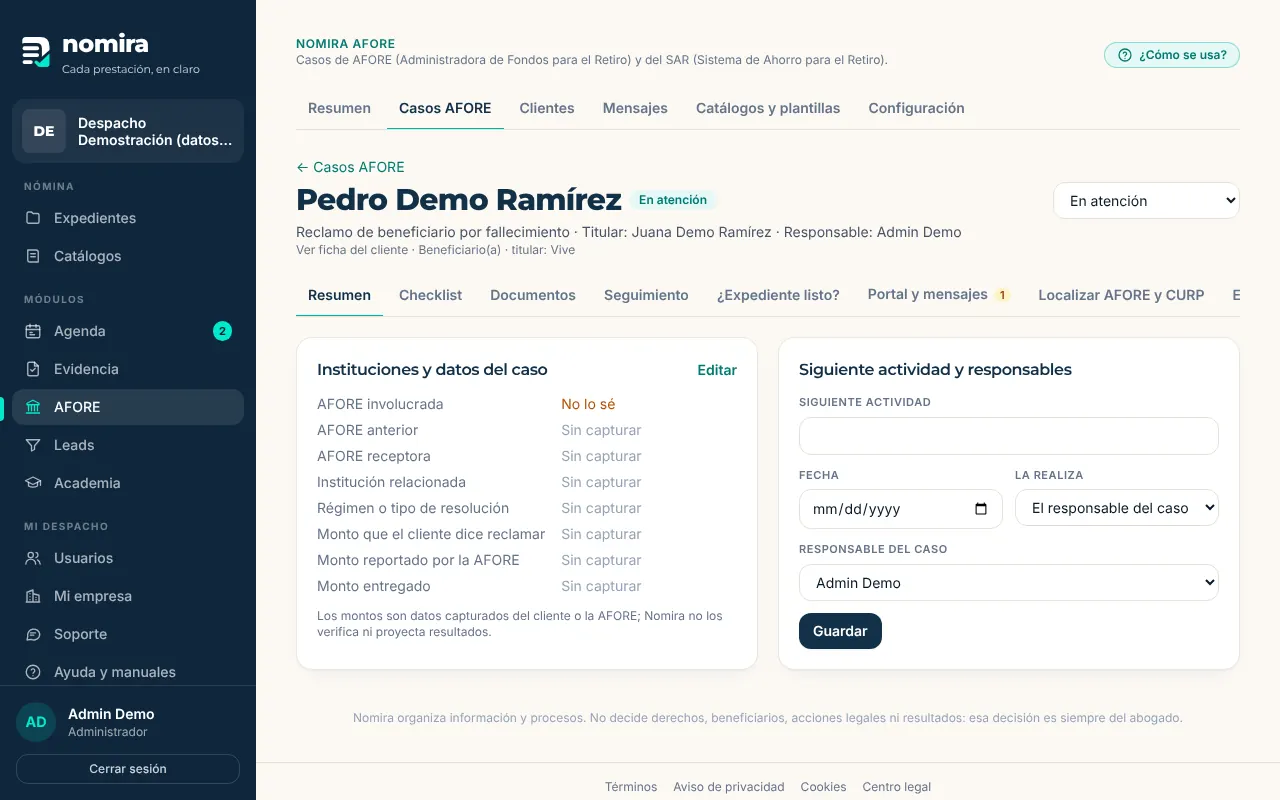 nomira
Cada prestación, en claro
DE
Despacho
Demostración (datos...
NÓMINA
Expedientes
Catálogos
MÓDULOS
Agenda
2
Evidencia
AFORE
Leads
Academia
MI DESPACHO
Usuarios
Mi empresa
Soporte
Ayuda y manuales
AD
Admin Demo
Administrador
Cerrar sesión
NOMIRA AFORE
Casos de AFORE (Administradora de Fondos para el Retiro) y del SAR (Sistema de Ahorro para el Retiro).
¿Cómo se usa?
Resumen Casos AFORE Clientes Mensajes Catálogos y plantillas Configuración
← Casos AFORE
Pedro Demo Ramírez En atención
En atención
Reclamo de beneficiario por fallecimiento · Titular: Juana Demo Ramírez · Responsable: Admin Demo
Ver ficha del cliente · Beneficiario(a) · titular: Vive
Resumen Checklist Documentos Seguimiento ¿Expediente listo? Portal y mensajes 1 Localizar AFORE y CURP E
Instituciones y datos del caso Editar
AFORE involucrada No lo sé
AFORE anterior Sin capturar
AFORE receptora Sin capturar
Institución relacionada Sin capturar
Régimen o tipo de resolución Sin capturar
Monto que el cliente dice reclamar Sin capturar
Monto reportado por la AFORE Sin capturar
Monto entregado Sin capturar
Los montos son datos capturados del cliente o la AFORE; Nomira no los
verifica ni proyecta resultados.
Siguiente actividad y responsables
SIGUIENTE ACTIVIDAD
FECHA LA REALIZA
mm/dd/yyyy El responsable del caso
RESPONSABLE DEL CASO
Admin Demo
Guardar
Nomira organiza información y procesos. No decide derechos, beneficiarios, acciones legales ni resultados: esa decisión es siempre del abogado.
Términos Aviso de privacidad Cookies Centro legal